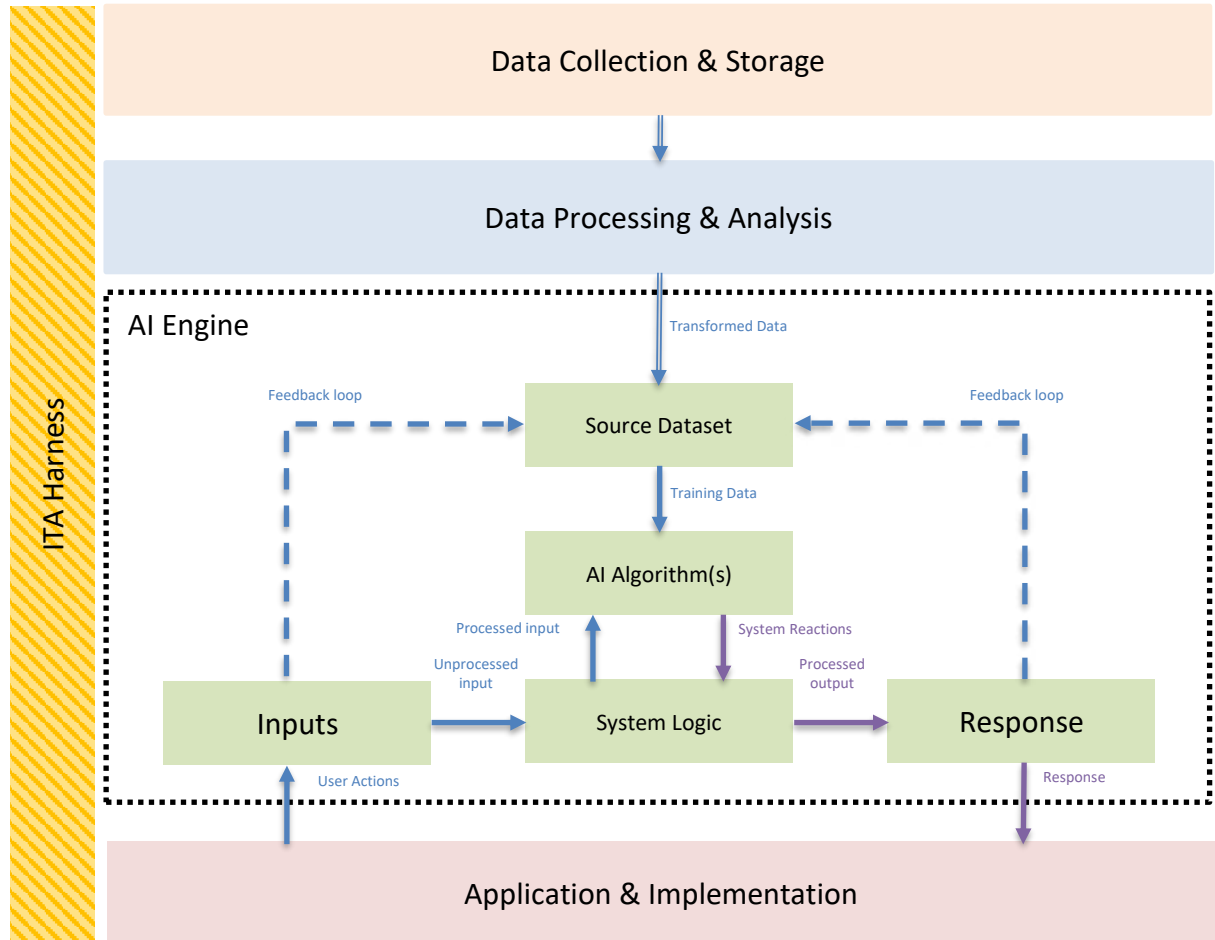 Data Collection & Storage
Data Processing & Analysis
AI Engine
Transformed Data
Feedback loop
Source Dataset
Feedback loop
Training Data
ITA Harness
AI Algorithm(s)
Processed input
System Reactions
Unprocessed
input
Processed
output
Inputs
System Logic
Response
User Actions
Response
Application & Implementation